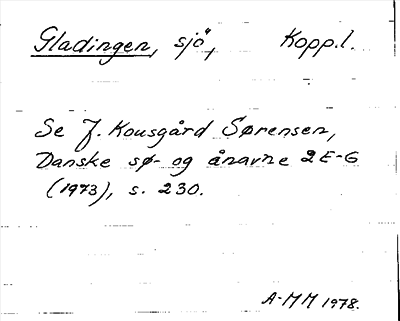 Gladingen, sjö, Kopp.l.
Se J. Kousgård Sørensen,
Danske sø- og ånavne 2 E-G
(1973), s. 230.
A-MM 1978.